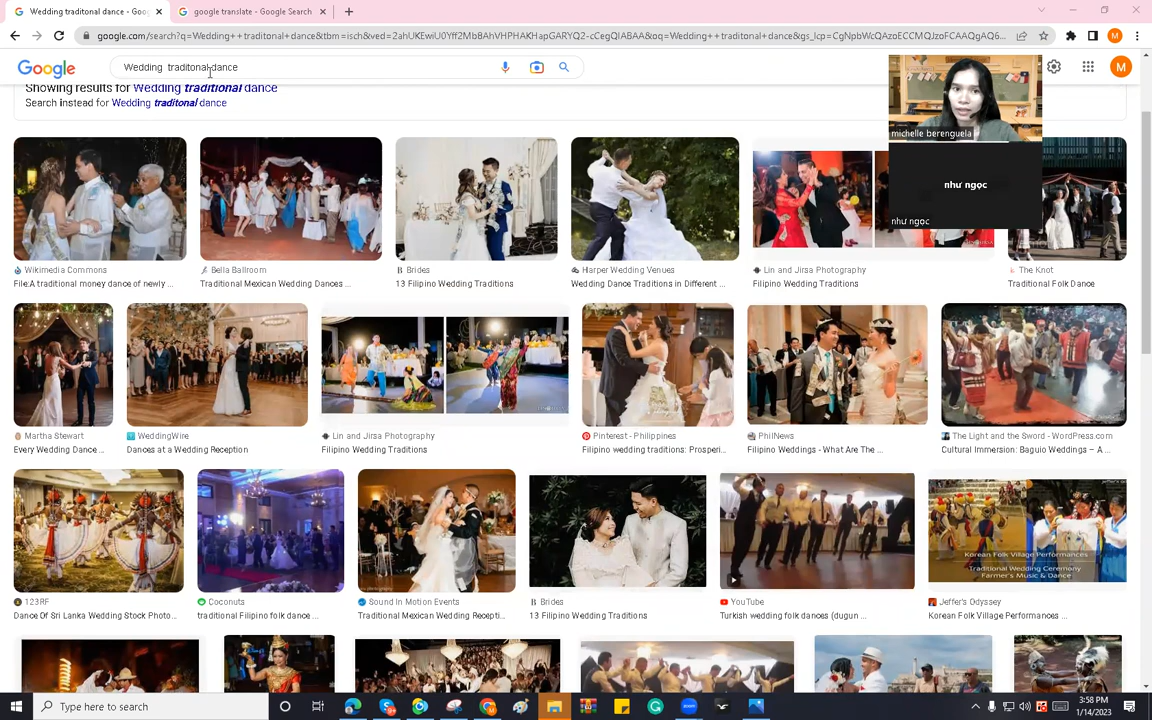 Wedding traditonal dance - Goo
google translate - Google Search
google.com/search?q=Wedding++traditonal+dance&tbm=isch&ved=2ahUKEwiU0Yff2Mb8AhVHPHAKHapGARYQ2-cCegQIABAA&oq=Wedding++traditonal+dance&gs_lcp=CgNpbWcQAzoECCMQJzoFCAAQgAQ6...
M
Google
Wedding traditonal dance
M
Showing results for Wedding traditional dance
Search instead for Wedding traditonal dance
michelle berenguela
như ngọc
như ngọc
Wikimedia Commons
File:A traditional money dance of newly ...
Bella Ballroom
Traditional Mexican Wedding Dances ...
Brides
13 Filipino Wedding Traditions
Harper Wedding Venues
Wedding Dance Traditions in Different ...
Lin and Jirsa Photography
Filipino Wedding Traditions
The Knot
Traditional Folk Dance
Martha Stewart
Every Wedding Dance ...
WeddingWire
Dances at a Wedding Reception
Lin and Jirsa Photography
Filipino Wedding Traditions
Pinterest - Philippines
Filipino wedding traditions: Prosperi...
PhilNews
Filipino Weddings - What Are The ...
The Light and the Sword - WordPress.com
Cultural Immersion: Baguio Weddings – A ...
123RF
Dance Of Sri Lanka Wedding Stock Photo...
Coconuts
traditional Filipino folk dance ...
Sound In Motion Events
Traditional Mexican Wedding Recepti...
Brides
13 Filipino Wedding Traditions
YouTube
Turkish wedding folk dances (dugun ...
Korean Folk Village Performances
Traditional Wedding Ceremony
Farmer's Music & Dance
Jeffer's Odyssey
Korean Folk Village Performances ...
Type here to search
3:58 PM
1/14/2023